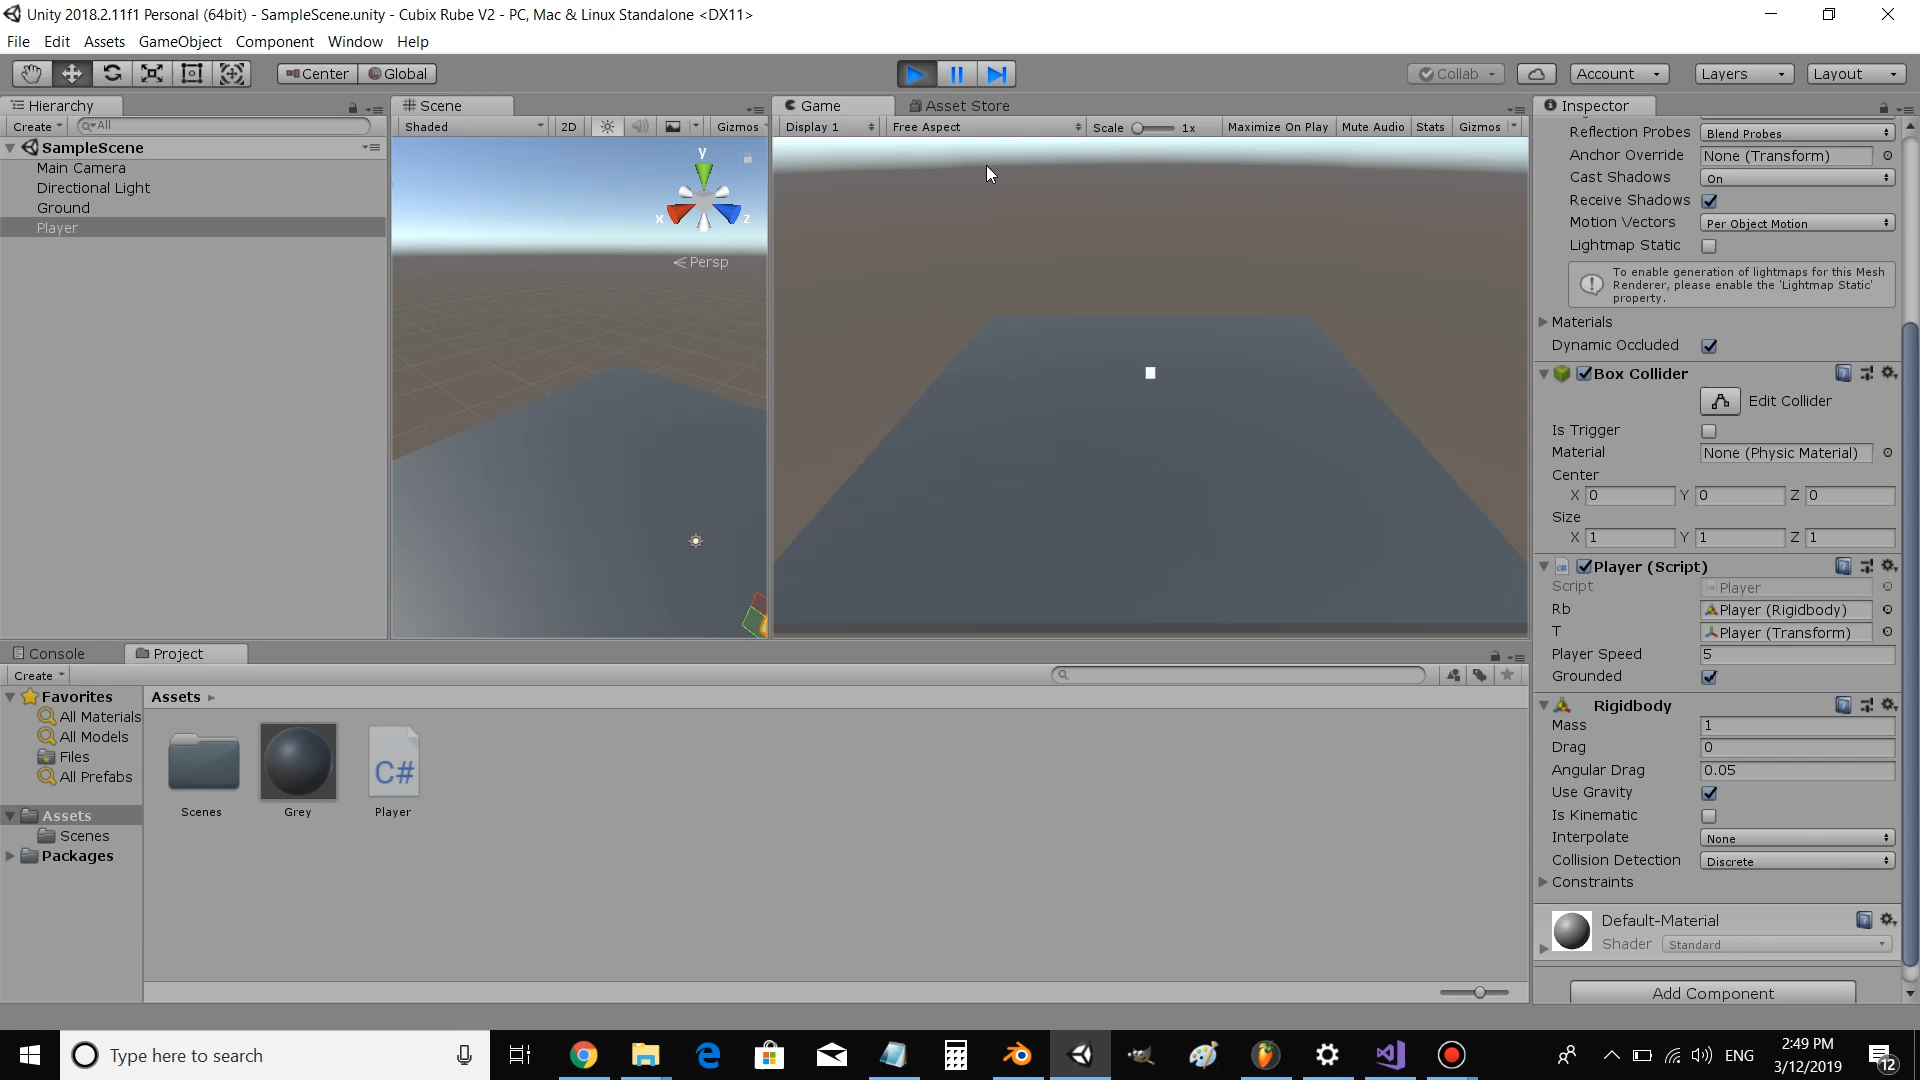 Unity 2018.2.11f1 Personal (64bit) - SampleScene.unity - Cubix Rube V2 - PC, Mac & Linux Standalone <DX11>
File Edit Assets GameObject Component Window Help
Center Global Collab Account Layers Layout
Hierarchy
Create All
SampleScene
Main Camera
Directional Light
Ground
Player
Scene
Shaded 2D Gizmos
y
x z
Persp
Game Asset Store
Display 1 Free Aspect Scale 1x Maximize On Play Mute Audio Stats Gizmos
Inspector
Reflection Probes Blend Probes
Anchor Override None (Transform)
Cast Shadows On
Receive Shadows
Motion Vectors Per Object Motion
Lightmap Static
To enable generation of lightmaps for this Mesh
Renderer, please enable the 'Lightmap Static'
property.
Materials
Dynamic Occluded
Box Collider
Edit Collider
Is Trigger
Material None (Physic Material)
Center
X 0 Y 0 Z 0
Size
X 1 Y 1 Z 1
Player (Script)
Script Player
Rb Player (Rigidbody)
T Player (Transform)
Player Speed 5
Grounded
Rigidbody
Mass 1
Drag 0
Angular Drag 0.05
Use Gravity
Is Kinematic
Interpolate None
Collision Detection Discrete
Constraints
Default-Material
Shader Standard
Add Component
Console Project
Create
Favorites
All Materials
All Models
Files
All Prefabs
Assets
Scenes
Packages
Assets
C#
Scenes Grey Player
Type here to search
ENG
2:49 PM
3/12/2019
12